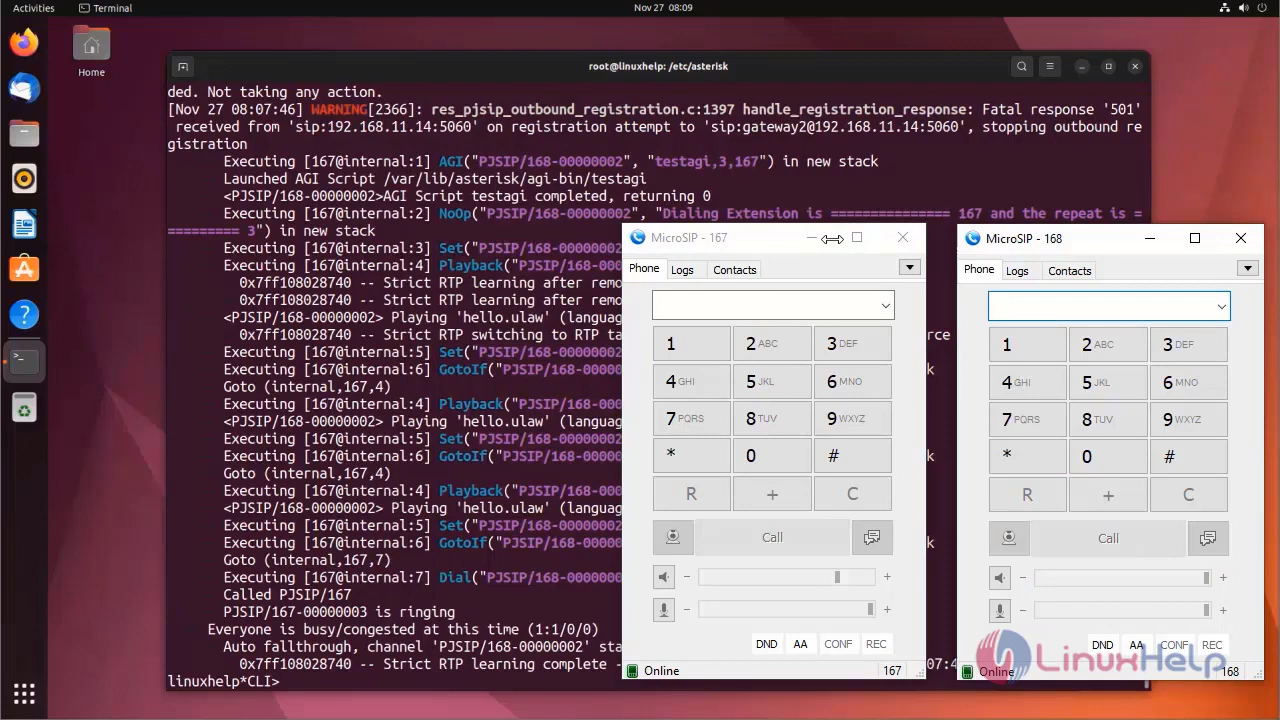 Activities
Terminal
Nov 27 08:09
Home
root@linuxhelp: /etc/asterisk
ded. Not taking any action.
[Nov 27 08:07:46] WARNING[2366]: res_pjsip_outbound_registration.c:1397 handle_registration_response: Fatal response '501'
received from 'sip:192.168.11.14:5060' on registration attempt to 'sip:gateway2@192.168.11.14:5060', stopping outbound re
gistration
Executing [167@internal:1] AGI("PJSIP/168-00000002", "testagi,3,167") in new stack
Launched AGI Script /var/lib/asterisk/agi-bin/testagi
<PJSIP/168-00000002>AGI Script testagi completed, returning 0
Executing [167@internal:2] NoOp("PJSIP/168-00000002", "Dialing Extension is =============== 167 and the repeat is =
========= 3") in new stack
Executing [167@internal:3] Set("PJSIP/168-000
Executing [167@internal:4] Playback("PJSIP/168-00
0x7ff108028740 -- Strict RTP learning after remo
0x7ff108028740 -- Strict RTP learning after remo
<PJSIP/168-00000002> Playing 'hello.ulaw' (langua
0x7ff108028740 -- Strict RTP switching to RTP ta
rce
Executing [167@internal:5] Set("PJSIP/168-000
Executing [167@internal:6] GotoIf("PJSIP/168-000
k
Goto (internal,167,4)
Executing [167@internal:4] Playback("PJSIP/168-00
<PJSIP/168-00000002> Playing 'hello.ulaw' (languag
Executing [167@internal:5] Set("PJSIP/168-000
Executing [167@internal:6] GotoIf("PJSIP/168-000
k
Goto (internal,167,4)
Executing [167@internal:4] Playback("PJSIP/168-00
<PJSIP/168-00000002> Playing 'hello.ulaw' (languag
Executing [167@internal:5] Set("PJSIP/168-000
Executing [167@internal:6] GotoIf("PJSIP/168-000
k
Goto (internal,167,7)
Executing [167@internal:7] Dial("PJSIP/168-000000
Called PJSIP/167
PJSIP/167-00000003 is ringing
Everyone is busy/congested at this time (1:1/0/0)
Auto fallthrough, channel 'PJSIP/168-00000002' sta
0x7ff108028740 -- Strict RTP learning complete -
07:4
linuxhelp*CLI>
MicroSIP - 167
Phone Logs Contacts
1 2 ABC 3 DEF
4 GHI 5 JKL 6 MNO
7 PQRS 8 TUV 9 WXYZ
* 0 #
R + C
Call
- +
- +
DND AA CONF REC
Online 167
MicroSIP - 168
Phone Logs Contacts
1 2 ABC 3 DEF
4 GHI 5 JKL 6 MNO
7 PQRS 8 TUV 9 WXYZ
* 0 #
R + C
Call
- +
- +
DND AA CONF REC
Online 168
LinuxHelp